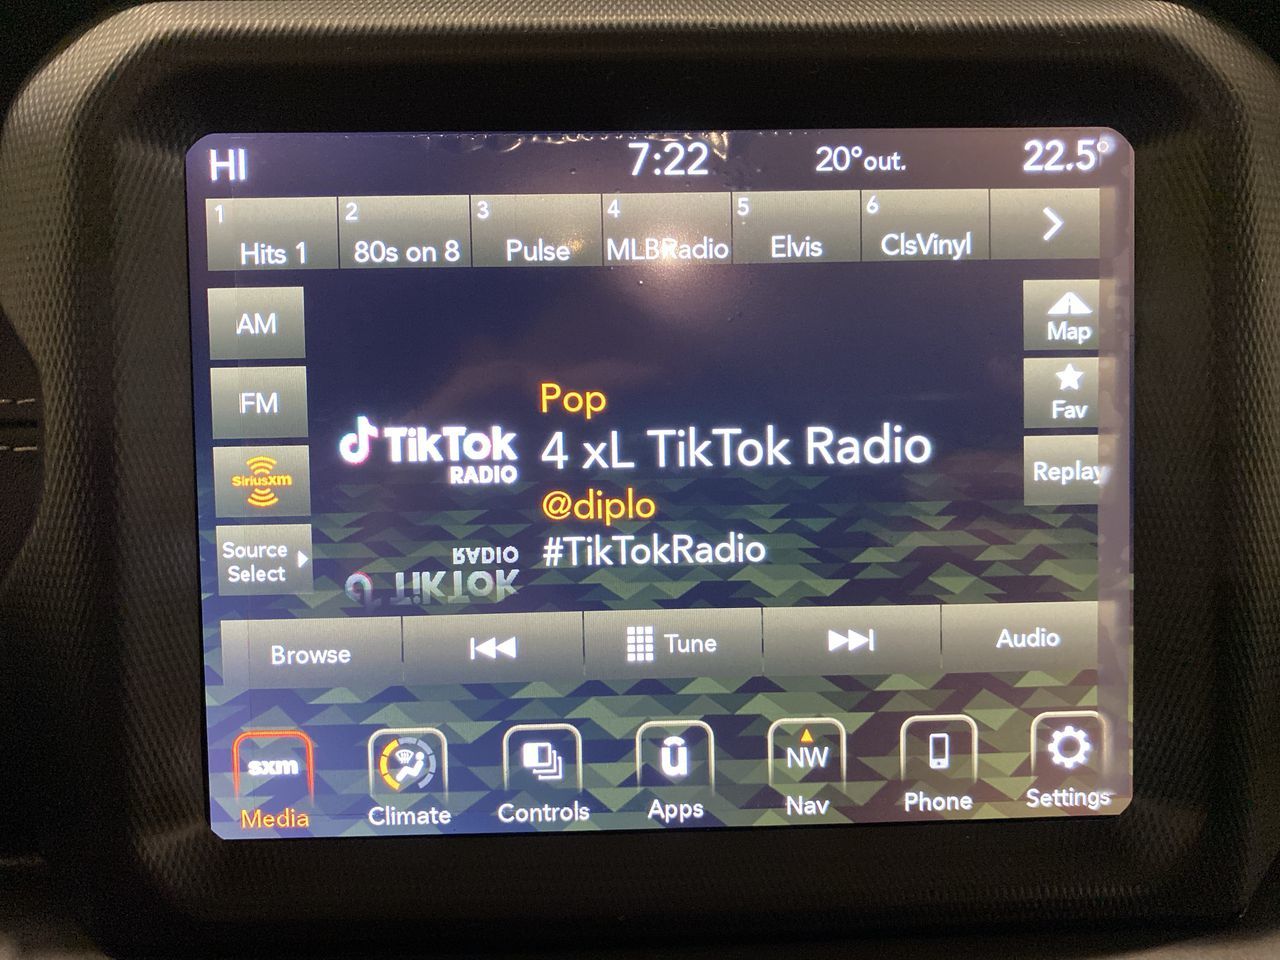 HI 7:22 20°out. 22.5°
1 2 3 4 5 6
Hits 1 80s on 8 Pulse MLBRadio Elvis ClsVinyl
AM
Map
FM
Fav
Pop
TikTok
RADIO
4 xL TikTok Radio
SiriusXm
Replay
@diplo
Source
Select
#TikTokRadio
RADIO
TikTok
Browse Tune Audio
sxm
Media
Climate
Controls
ū
Apps
NW
Nav
Phone
Settings